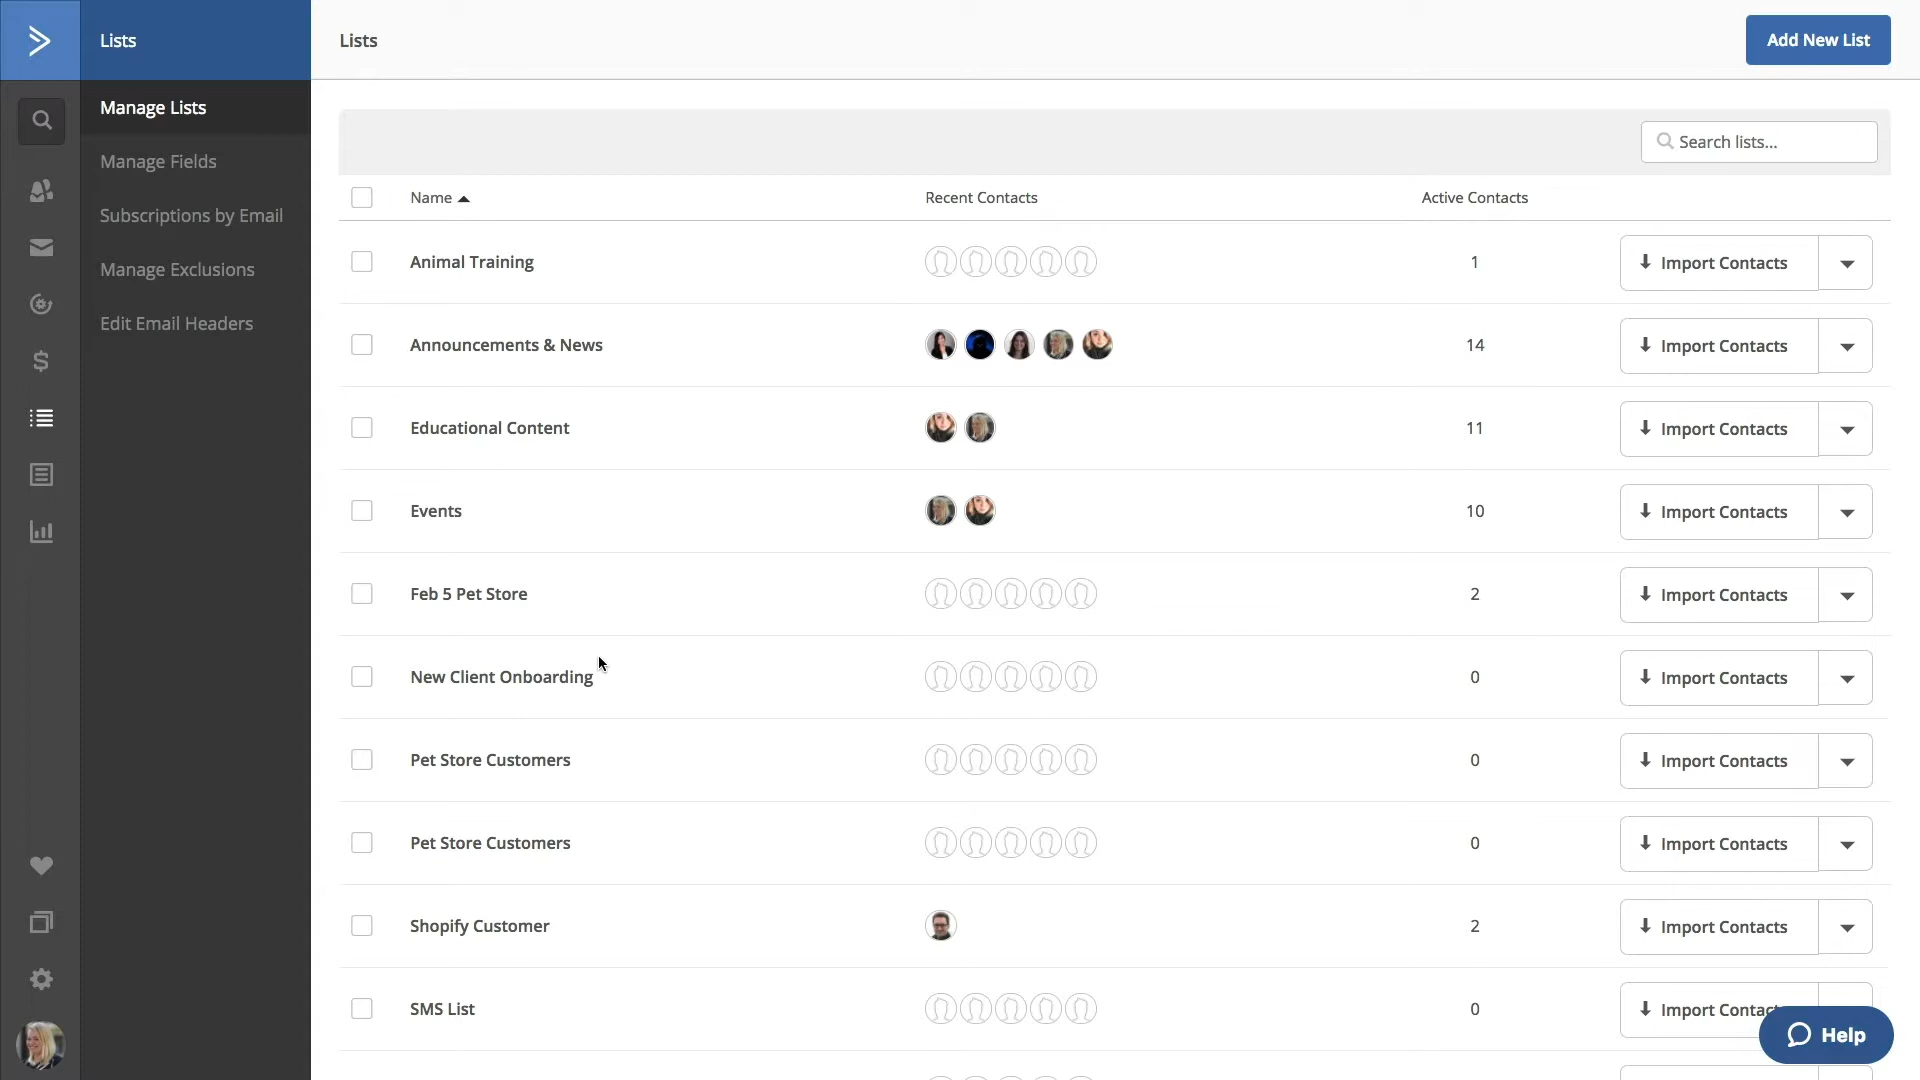 Lists
Lists
Add New List
Manage Lists
Manage Fields
Subscriptions by Email
Manage Exclusions
Edit Email Headers
Search lists...
Name Recent Contacts Active Contacts
Animal Training 1 Import Contacts
Announcements & News 14 Import Contacts
Educational Content 11 Import Contacts
Events 10 Import Contacts
Feb 5 Pet Store 2 Import Contacts
New Client Onboarding 0 Import Contacts
Pet Store Customers 0 Import Contacts
Pet Store Customers 0 Import Contacts
Shopify Customer 2 Import Contacts
SMS List 0 Import Contac
Help